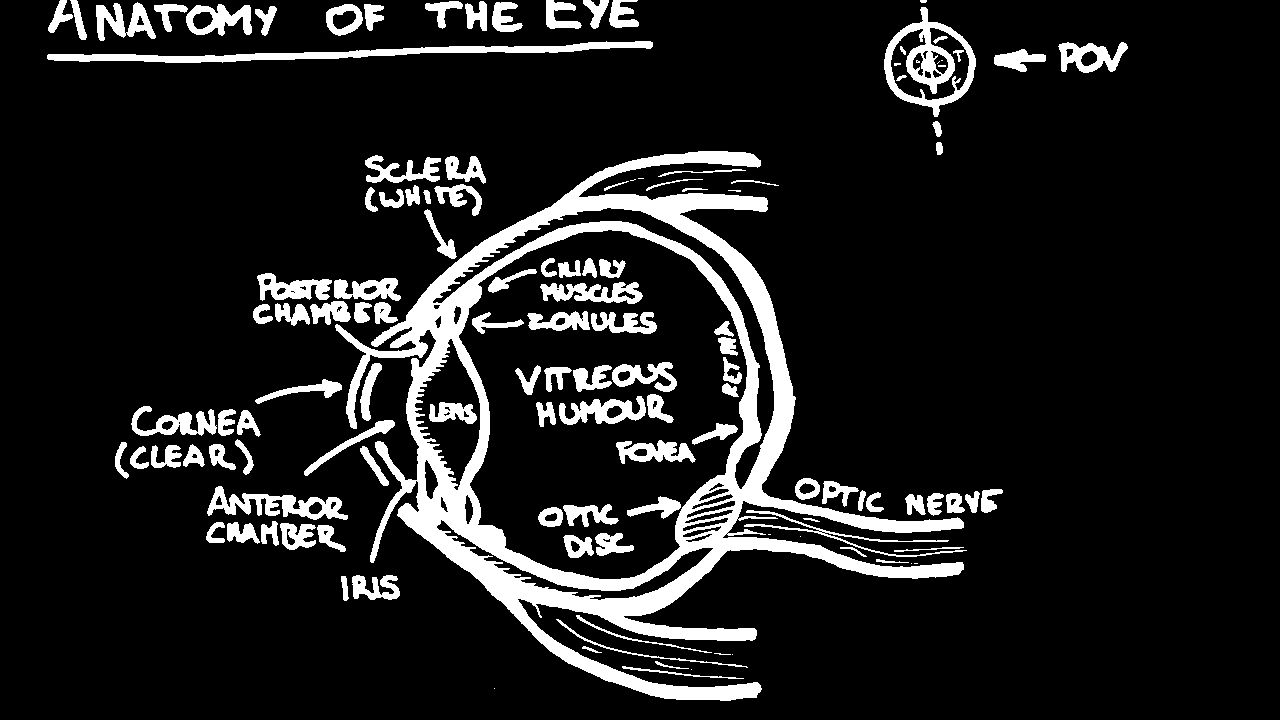 ANATOMY OF THE EYE
POV
SCLERA
(WHITE)
CILIARY
MUSCLES
POSTERIOR
CHAMBER
ZONULES
RETINA
VITREOUS
HUMOUR
LENS
CORNEA
(CLEAR)
FOVEA
ANTERIOR
CHAMBER
OPTIC NERVE
OPTIC
DISC
IRIS